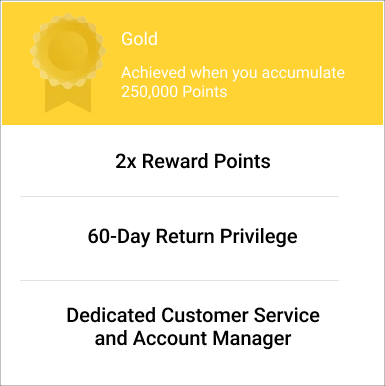 Gold
Achieved when you accumulate
250,000 Points
2x Reward Points
60-Day Return Privilege
Dedicated Customer Service
and Account Manager